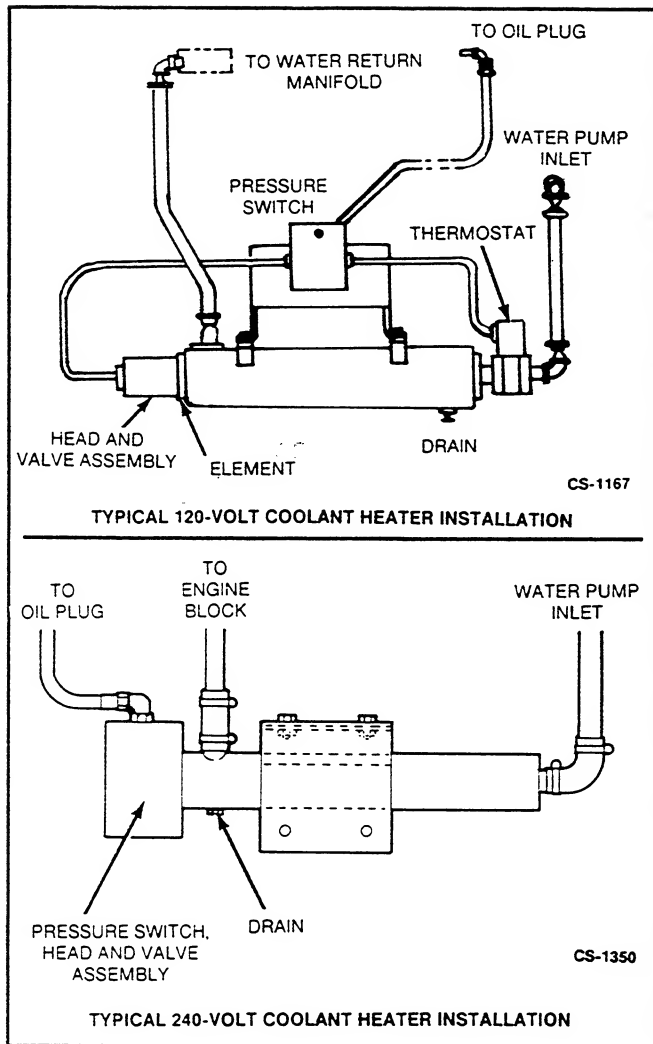 TO OIL PLUG
TO WATER RETURN
MANIFOLD
WATER PUMP
INLET
PRESSURE
SWITCH
THERMOSTAT
HEAD AND
VALVE ASSEMBLY
ELEMENT
DRAIN
CS-1167
TYPICAL 120-VOLT COOLANT HEATER INSTALLATION
TO
OIL PLUG
TO
ENGINE
BLOCK
WATER PUMP
INLET
PRESSURE SWITCH,
HEAD AND VALVE
ASSEMBLY
DRAIN
CS-1350
TYPICAL 240-VOLT COOLANT HEATER INSTALLATION